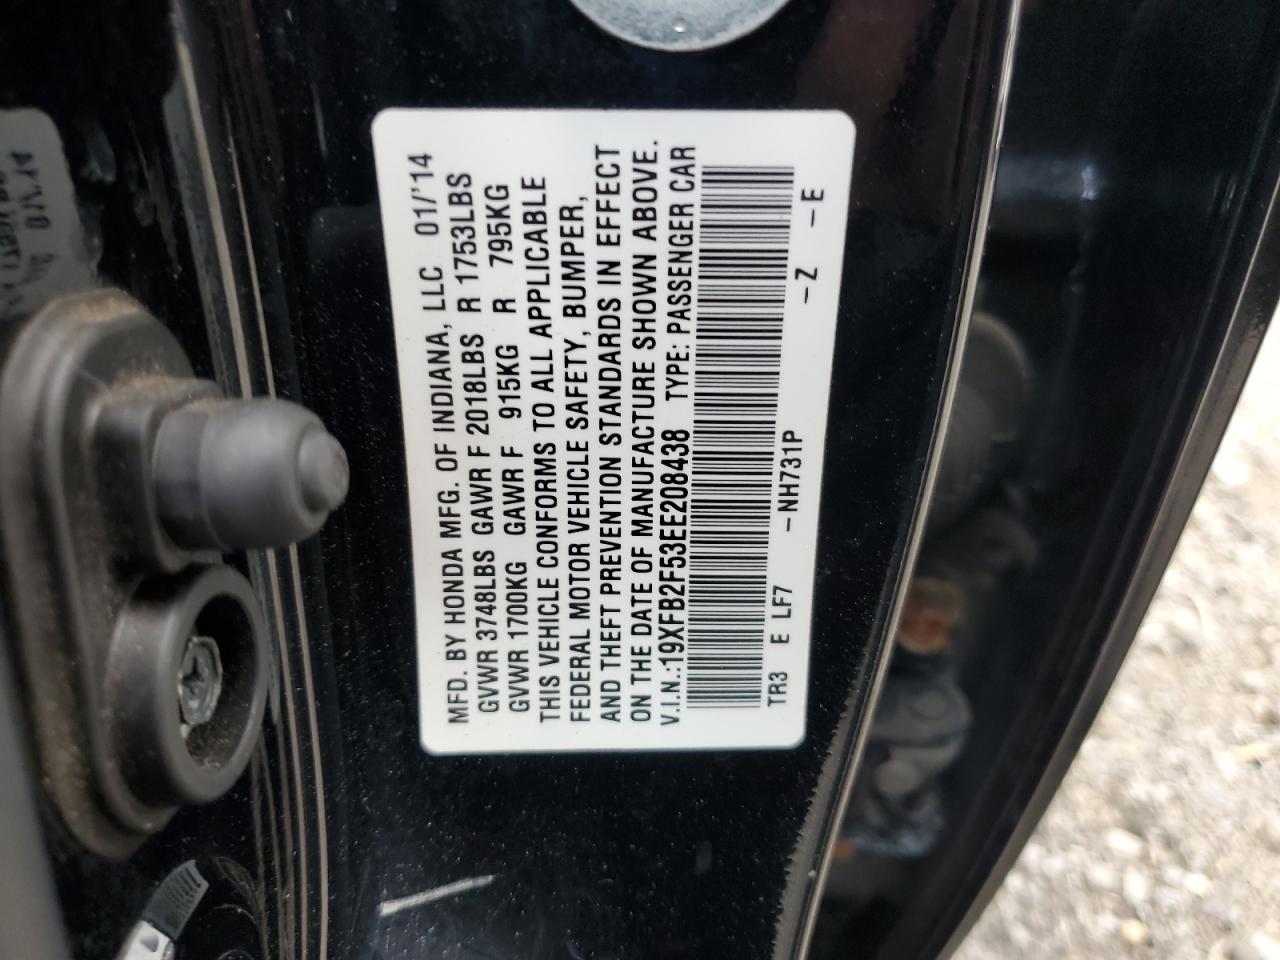 MFD. BY HONDA MFG. OF INDIANA, LLC 01/'14
GVWR 3748LBS GAWR F 2018LBS R 1753LBS
GVWR 1700KG GAWR F 915KG R 795KG
THIS VEHICLE CONFORMS TO ALL APPLICABLE
FEDERAL MOTOR VEHICLE SAFETY, BUMPER,
AND THEFT PREVENTION STANDARDS IN EFFECT
ON THE DATE OF MANUFACTURE SHOWN ABOVE.
V.I.N.:19XFB2F53EE208438 TYPE: PASSENGER CAR
TR3 E LF7 -NH731P -Z -E